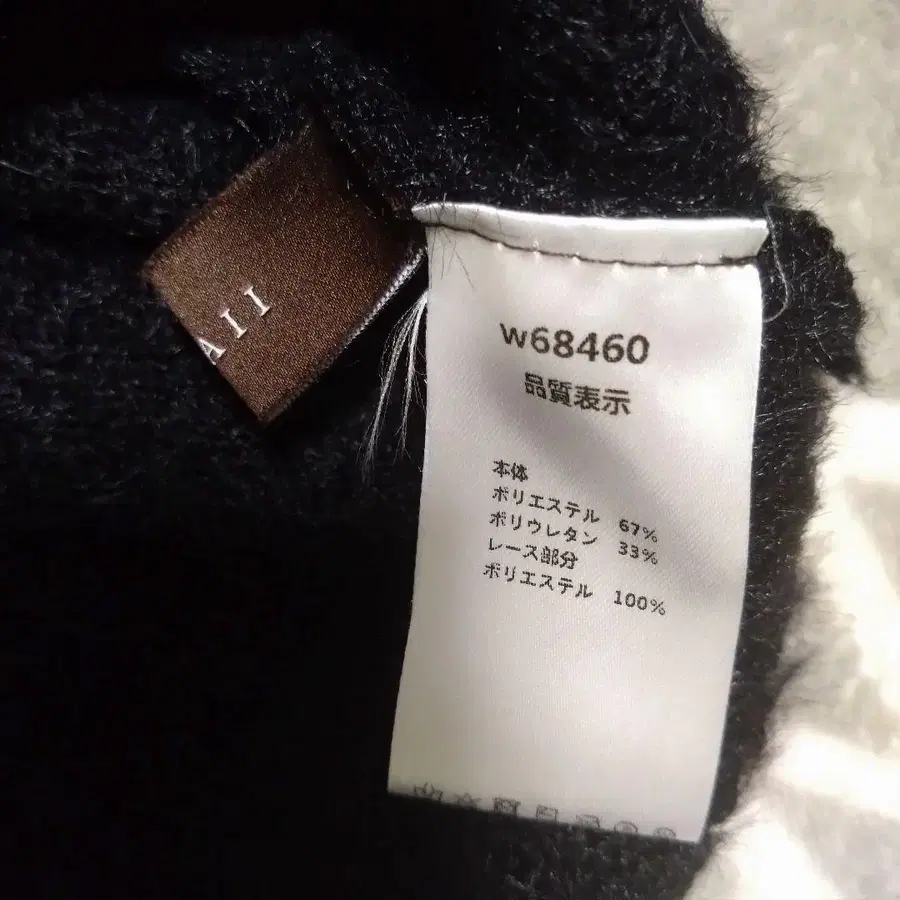 AII
w68460
品質表示
本体
ポリエステル 67%
ポリウレタン 33%
レース部分
ポリエステル 100%